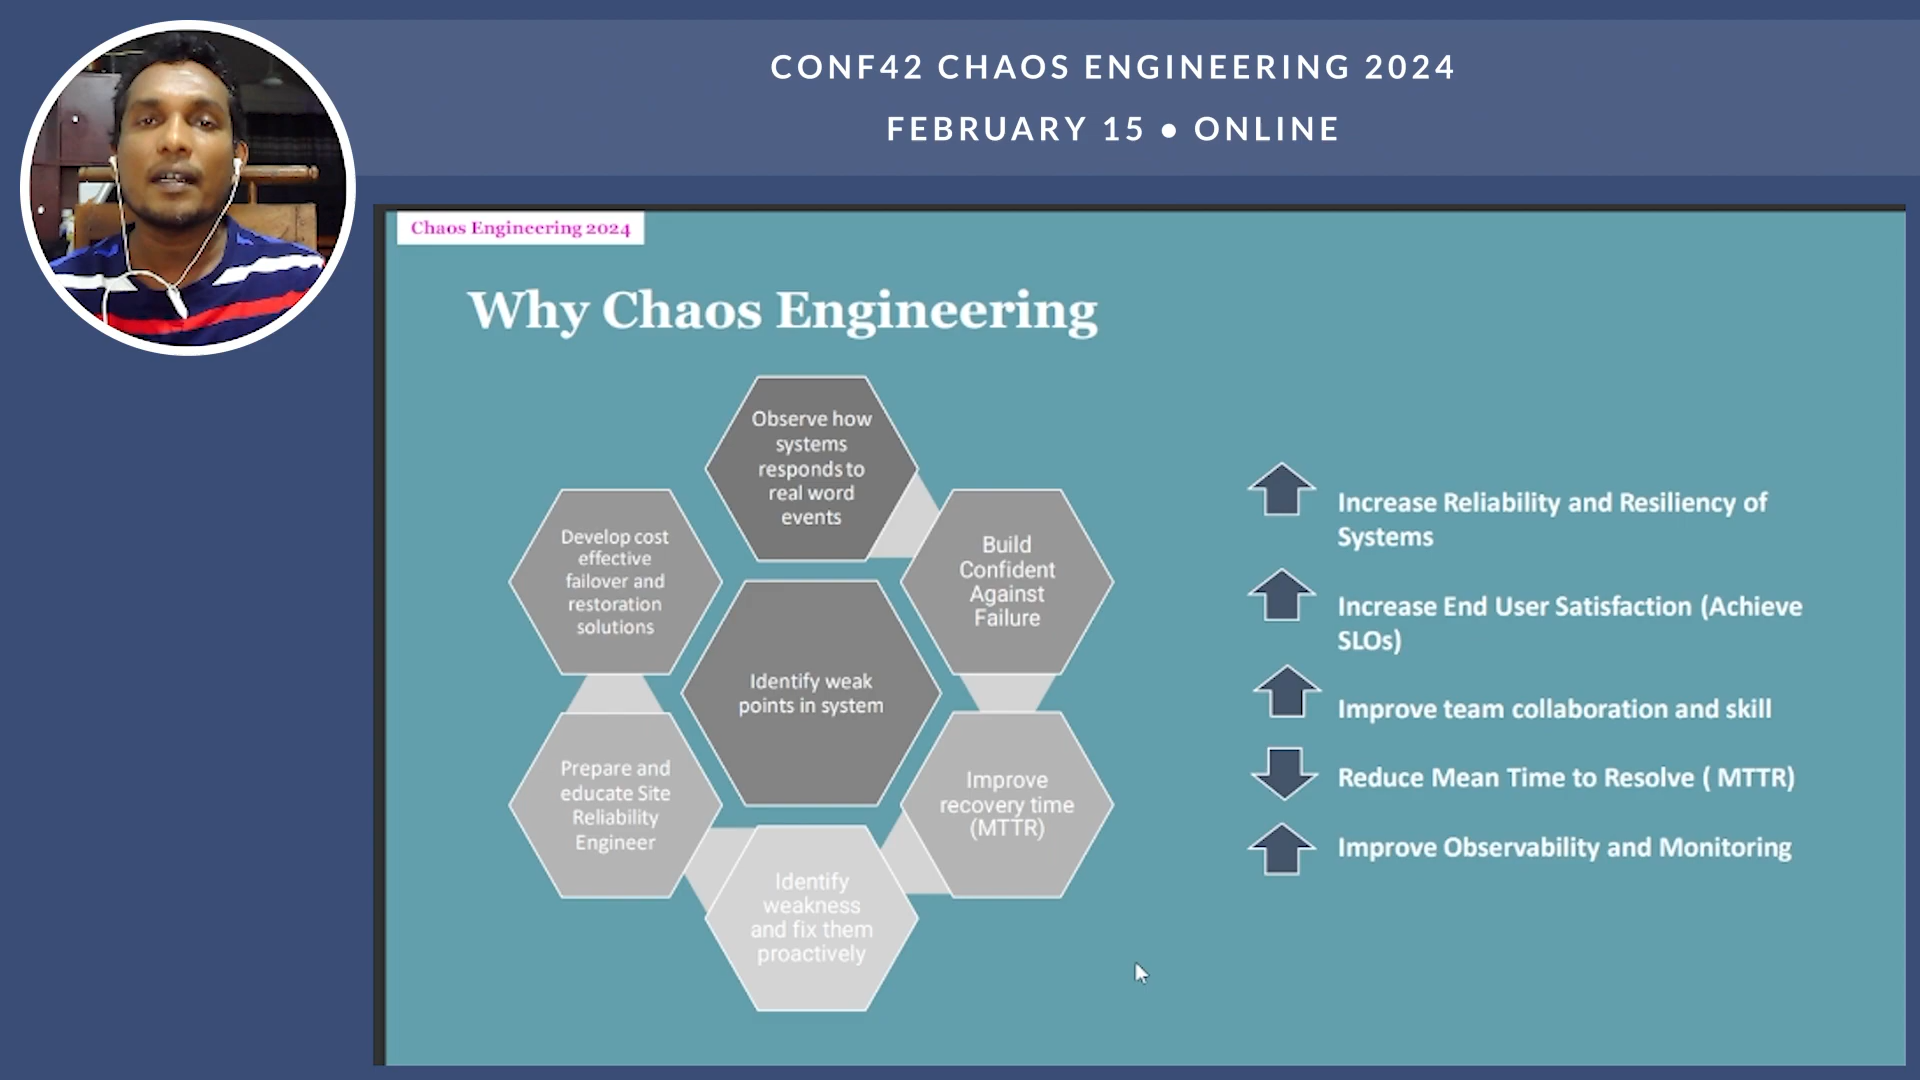 CONF42 CHAOS ENGINEERING 2024
FEBRUARY 15 • ONLINE
Chaos Engineering 2024
Why Chaos Engineering
Observe how
systems
responds to
real word
events
Build
Confident
Against
Failure
Improve
recovery time
(MTTR)
Identify
weakness
and fix them
proactively
Prepare and
educate Site
Reliability
Engineer
Develop cost
effective
failover and
restoration
solutions
Identify weak
points in system
Increase Reliability and Resiliency of
Systems
Increase End User Satisfaction (Achieve
SLOs)
Improve team collaboration and skill
Reduce Mean Time to Resolve ( MTTR)
Improve Observability and Monitoring